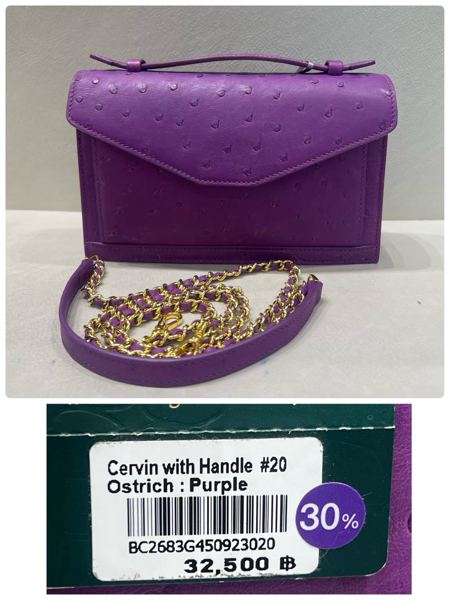 Cervin with Handle #20
Ostrich : Purple
30%
BC2683G450923020
32,500 ฿